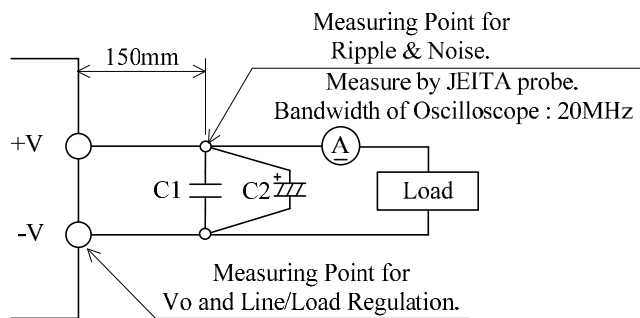 Measuring Point for
Ripple & Noise.
150mm
Measure by JEITA probe.
Bandwidth of Oscilloscope : 20MHz
+V
A
C1
+
C2
Load
-V
Measuring Point for
Vo and Line/Load Regulation.